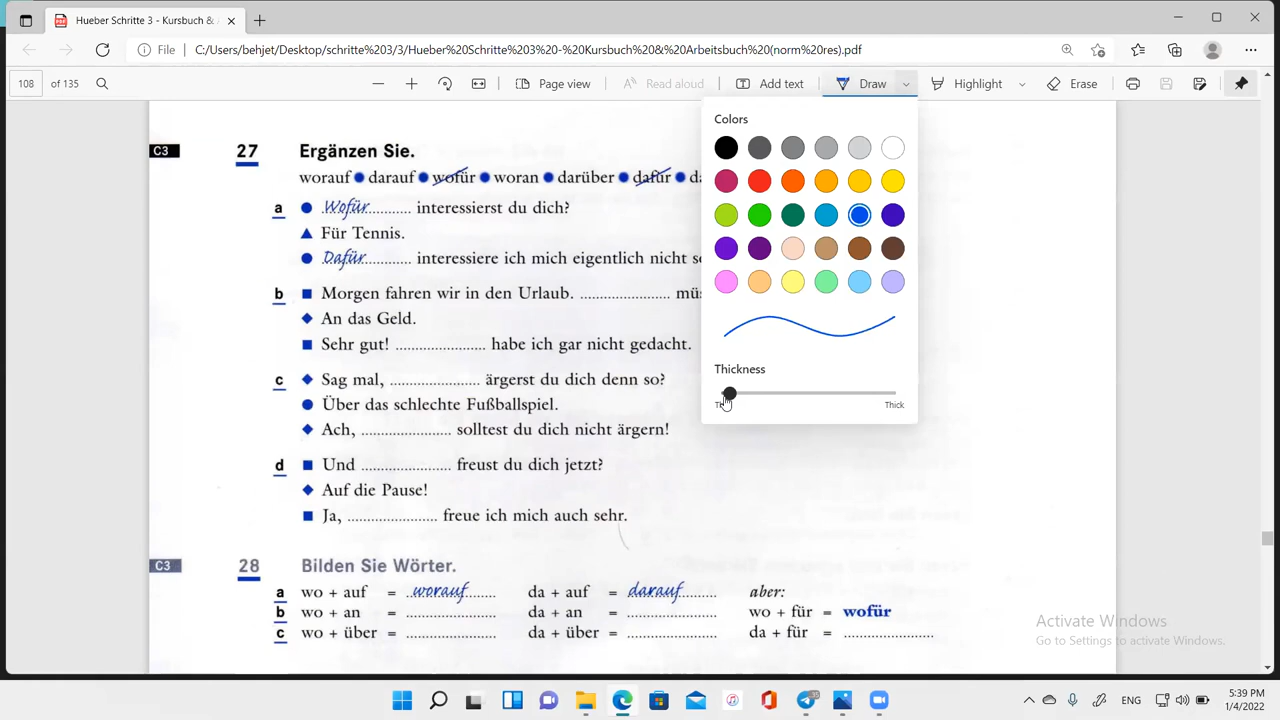 Hueber Schritte 3 - Kursbuch &
File C:/Users/behjet/Desktop/schritte%203/3/Hueber%20Schritte%203%20-%20Kursbuch%20&%20Arbeitsbuch%20(norm%20res).pdf
108 of 135 Page view Read aloud Add text Draw Highlight Erase
Colors
Thickness
Thick
C3 27 Ergänzen Sie.
worauf ● darauf ● wofür ● woran ● darüber ● dafür ● da
a ● Wofür............ interessierst du dich?
▲ Für Tennis.
● Dafür............ interessiere ich mich eigentlich nicht so
b ■ Morgen fahren wir in den Urlaub. ...................... müs
◆ An das Geld.
■ Sehr gut! ...................... habe ich gar nicht gedacht.
c ◆ Sag mal, ...................... ärgerst du dich denn so?
● Über das schlechte Fußballspiel.
◆ Ach, ...................... solltest du dich nicht ärgern!
d ■ Und ...................... freust du dich jetzt?
◆ Auf die Pause!
■ Ja, ...................... freue ich mich auch sehr.
C3 28 Bilden Sie Wörter.
a wo + auf = worauf da + auf = darauf aber:
b wo + an = ...................... da + an = ...................... wo + für = wofür
c wo + über = ...................... da + über = ...................... da + für = ......................
Activate Windows
Go to Settings to activate Windows.
ENG
5:39 PM
1/4/2022